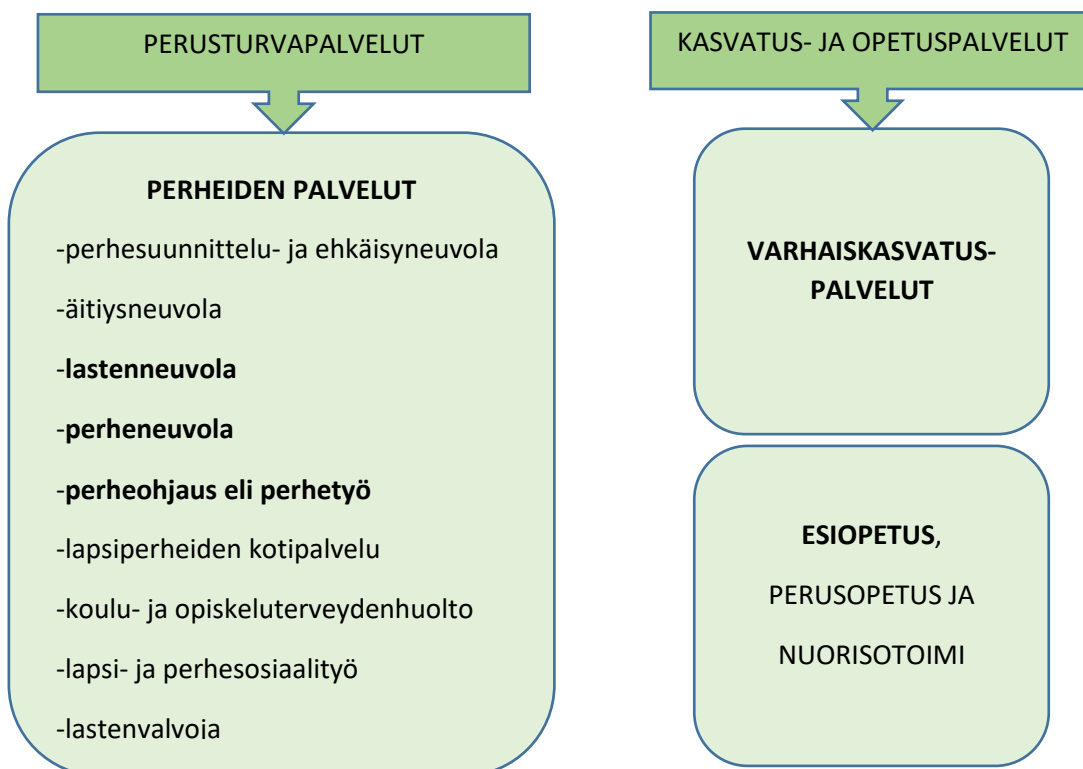 PERUSTURVAPALVELUT
PERHEIDEN PALVELUT
-perhesuunnittelu- ja ehkäisyneuvola
-äitiysneuvola
-lastenneuvola
-perheneuvola
-perheohjaus eli perhetyö
-lapsiperheiden kotipalvelu
-koulu- ja opiskeluterveydenhuolto
-lapsi- ja perhesosiaalityö
-lastenvalvoja
KASVATUS- JA OPETUSPALVELUT
VARHAISKASVATUS-
PALVELUT
ESIOPETUS,
PERUSOPETUS JA
NUORISOTOIMI